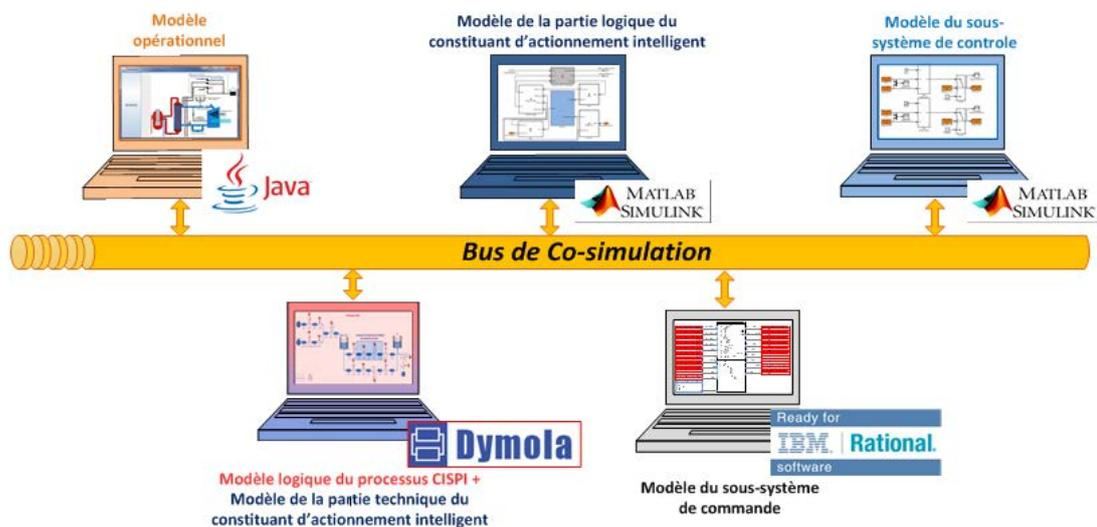 Modèle
opérationnel
Modèle de la partie logique du
constituant d'actionnement intelligent
Modèle du sous-
système de controle
Java
MATLAB
SIMULINK
MATLAB
SIMULINK
Bus de Co-simulation
Dymola
Ready for
IBM. Rational.
software
Modèle logique du processus CISPI +
Modèle de la partie technique du
constituant d'actionnement intelligent
Modèle du sous-système
de commande